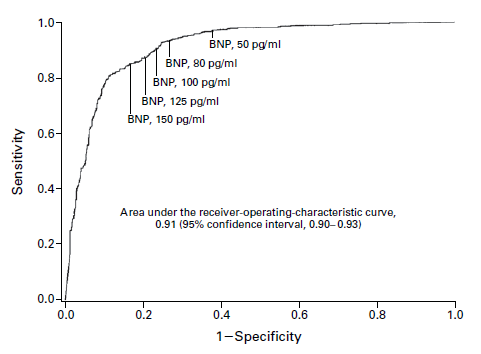 1.0
BNP, 50 pg/ml
BNP, 80 pg/ml
0.8
BNP, 100 pg/ml
BNP, 125 pg/ml
BNP, 150 pg/ml
0.6
Sensitivity
0.4
Area under the receiver-operating-characteristic curve,
0.91 (95% confidence interval, 0.90–0.93)
0.2
0.0
0.0 0.2 0.4 0.6 0.8 1.0
1−Specificity